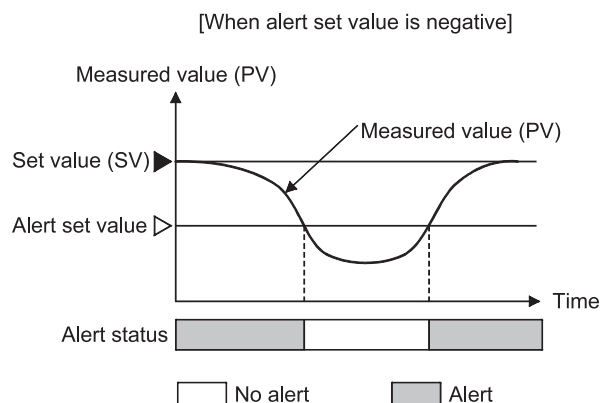 [When alert set value is negative]
Measured value (PV)
Measured value (PV)
Set value (SV)
Alert set value
Time
Alert status
No alert
Alert